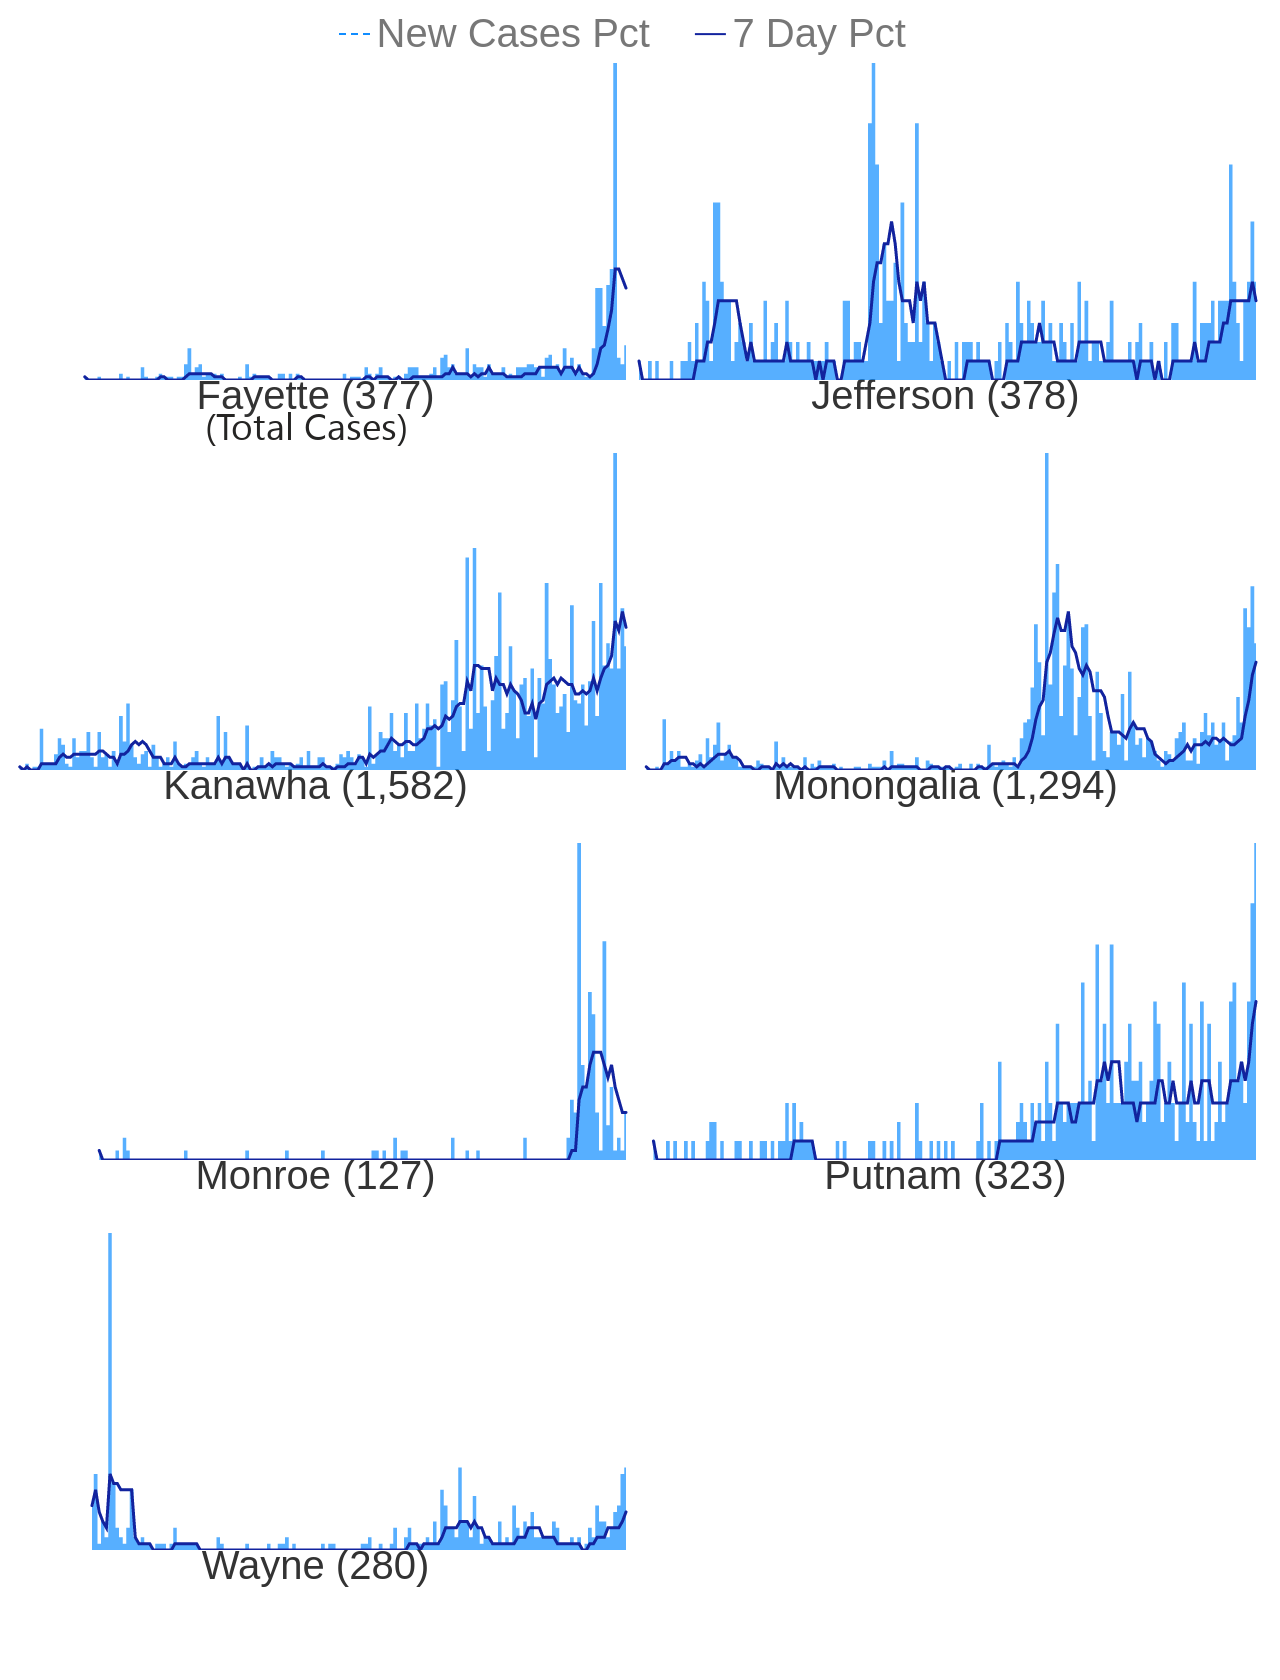 New Cases Pct 7 Day Pct
Fayette (377) Jefferson (378)
(Total Cases)
Kanawha (1,582) Monongalia (1,294)
Monroe (127) Putnam (323)
Wayne (280)